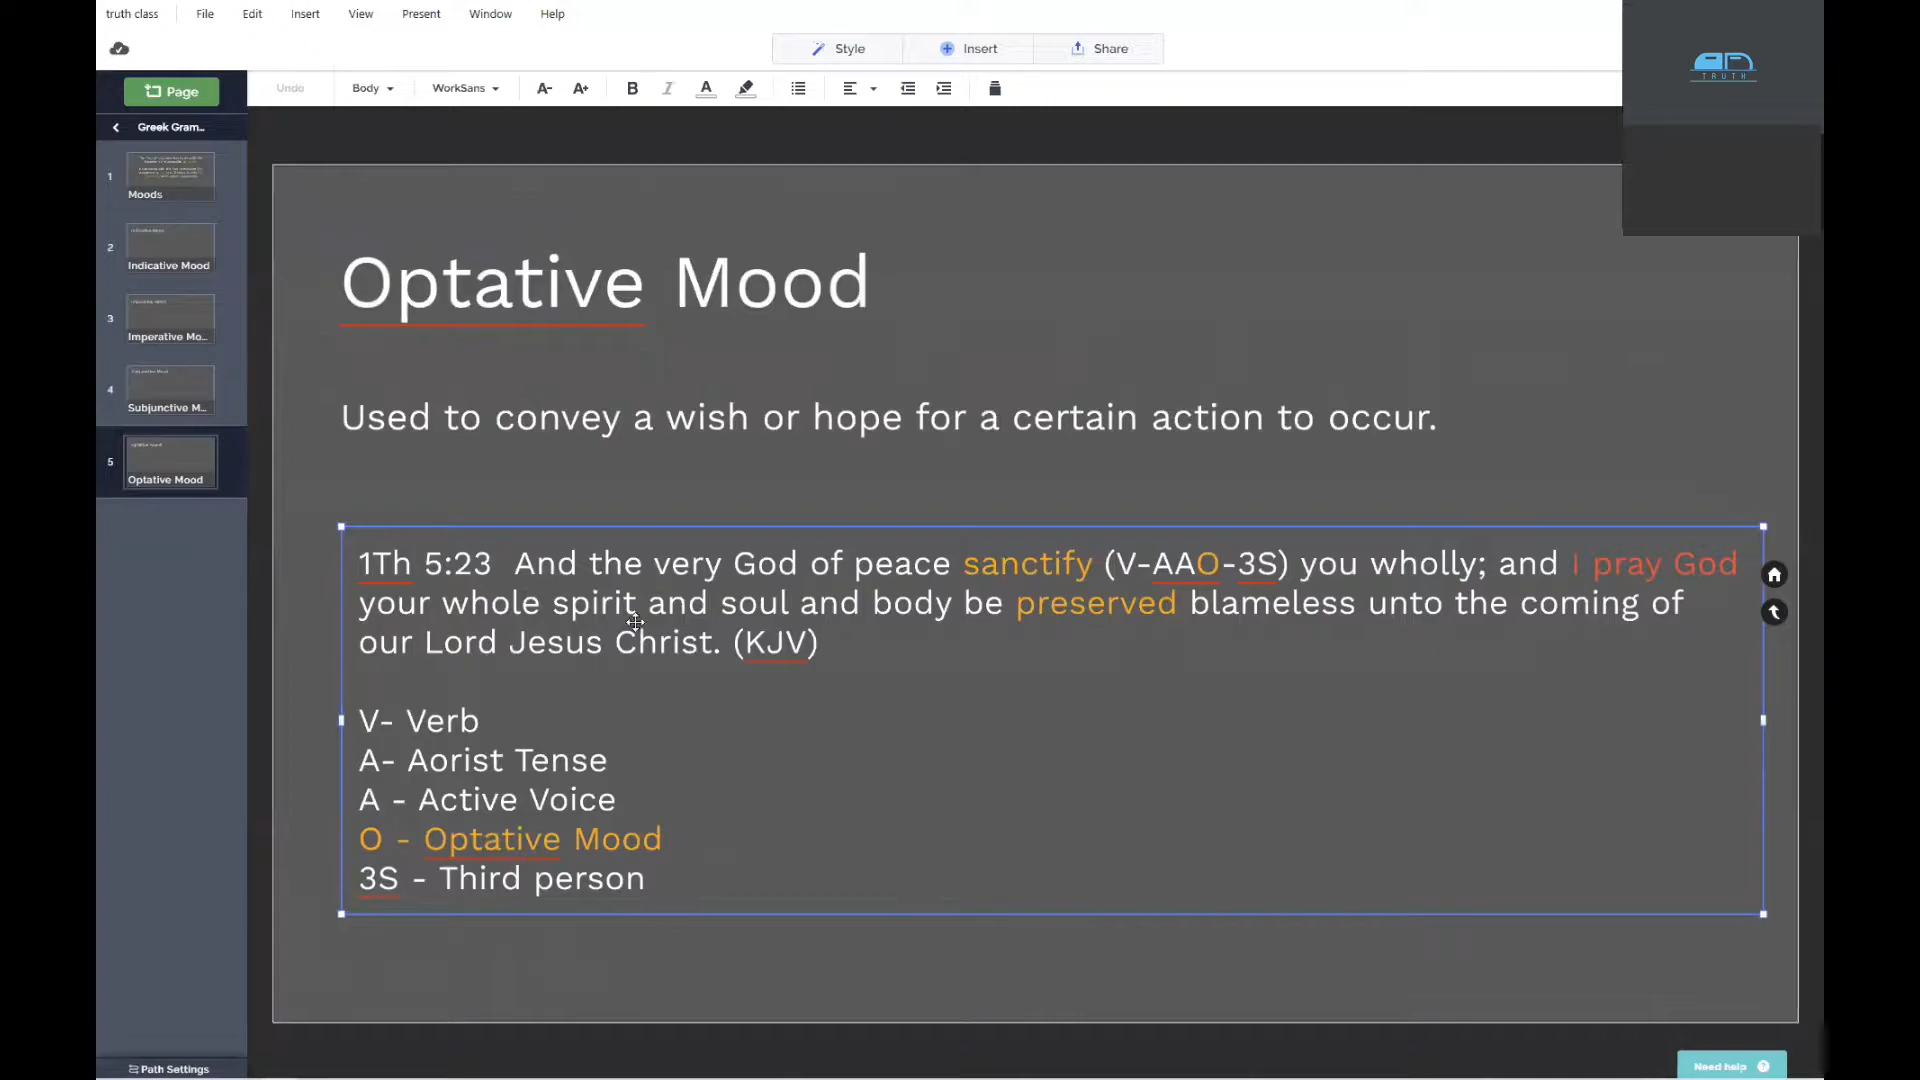 truth class File Edit Insert View Present Window Help
Style Insert Share
TRUTH
Page Undo Body WorkSans A- A+ B I A
Greek Gram...
1
Moods
2
Indicative Mood
3
Imperative Mo...
4
Subjunctive M...
5
Optative Mood
Optative Mood
Used to convey a wish or hope for a certain action to occur.
1Th 5:23 And the very God of peace sanctify (V-AAO-3S) you wholly; and I pray God
your whole spirit and soul and body be preserved blameless unto the coming of
our Lord Jesus Christ. (KJV)
V- Verb
A- Aorist Tense
A - Active Voice
O - Optative Mood
3S - Third person
Path Settings
Need help ?